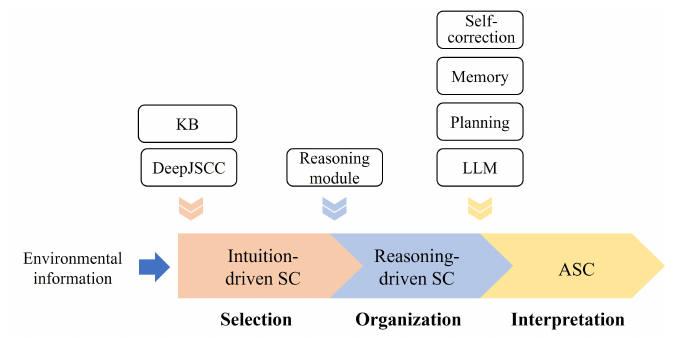 Self-
correction
Memory
KB
Planning
DeepJSCC
Reasoning
module
LLM
Environmental
information
Intuition-
driven SC
Reasoning-
driven SC
ASC
Selection
Organization
Interpretation